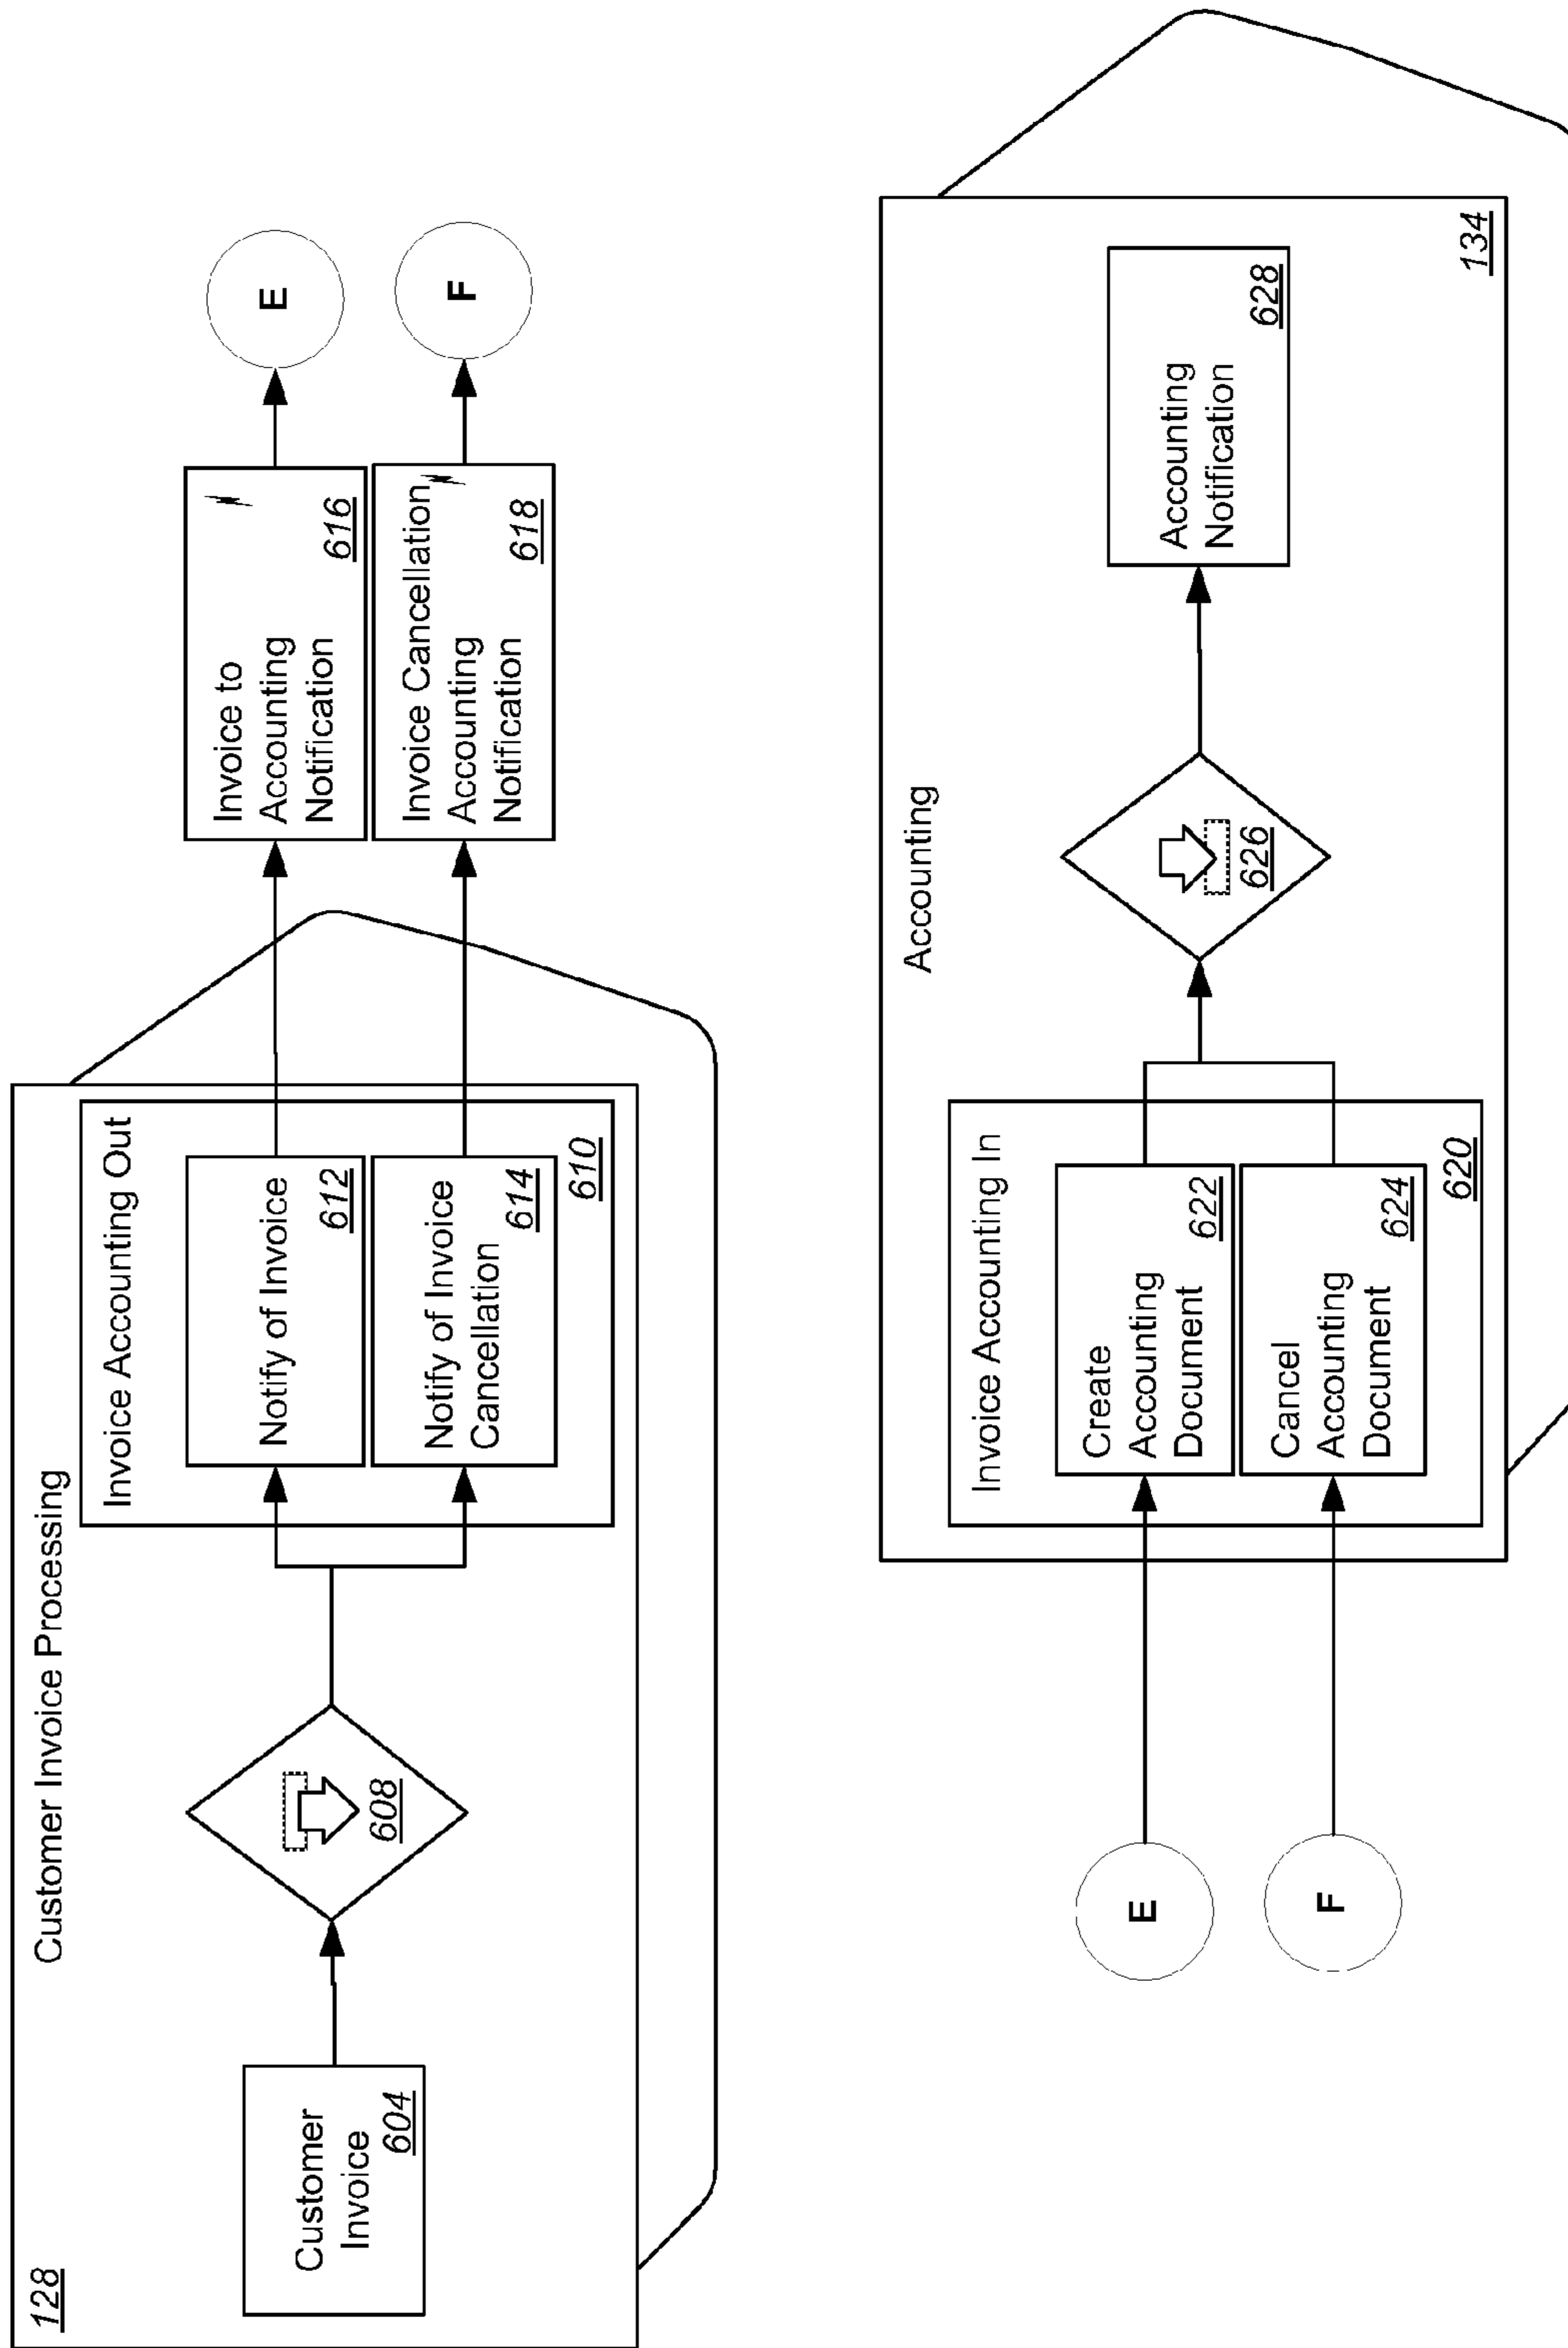 128
Customer Invoice Processing
Customer
Invoice
604
608
Invoice Accounting Out
Notify of Invoice
612
Notify of Invoice
Cancellation
614
610
Invoice to
Accounting
Notification
616
Invoice Cancellation
Accounting
Notification
618
E
F
E
F
Accounting
Invoice Accounting In
Create
Accounting
Document
622
Cancel
Accounting
Document
624
620
626
Accounting
Notification
628
134